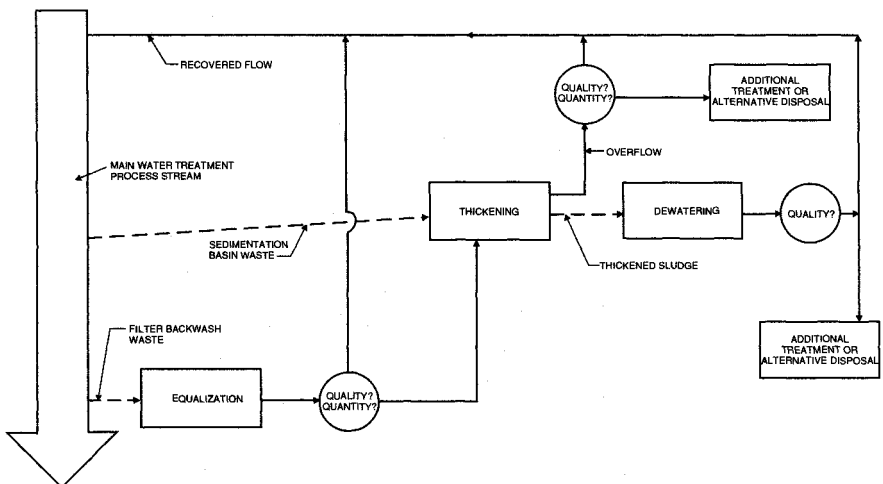 RECOVERED FLOW
QUALITY?
QUANTITY?
ADDITIONAL
TREATMENT OR
ALTERNATIVE DISPOSAL
OVERFLOW
MAIN WATER TREATMENT
PROCESS STREAM
THICKENING
DEWATERING
QUALITY?
SEDIMENTATION
BASIN WASTE
THICKENED SLUDGE
FILTER BACKWASH
WASTE
ADDITIONAL
TREATMENT OR
ALTERNATIVE DISPOSAL
EQUALIZATION
QUALITY?
QUANTITY?